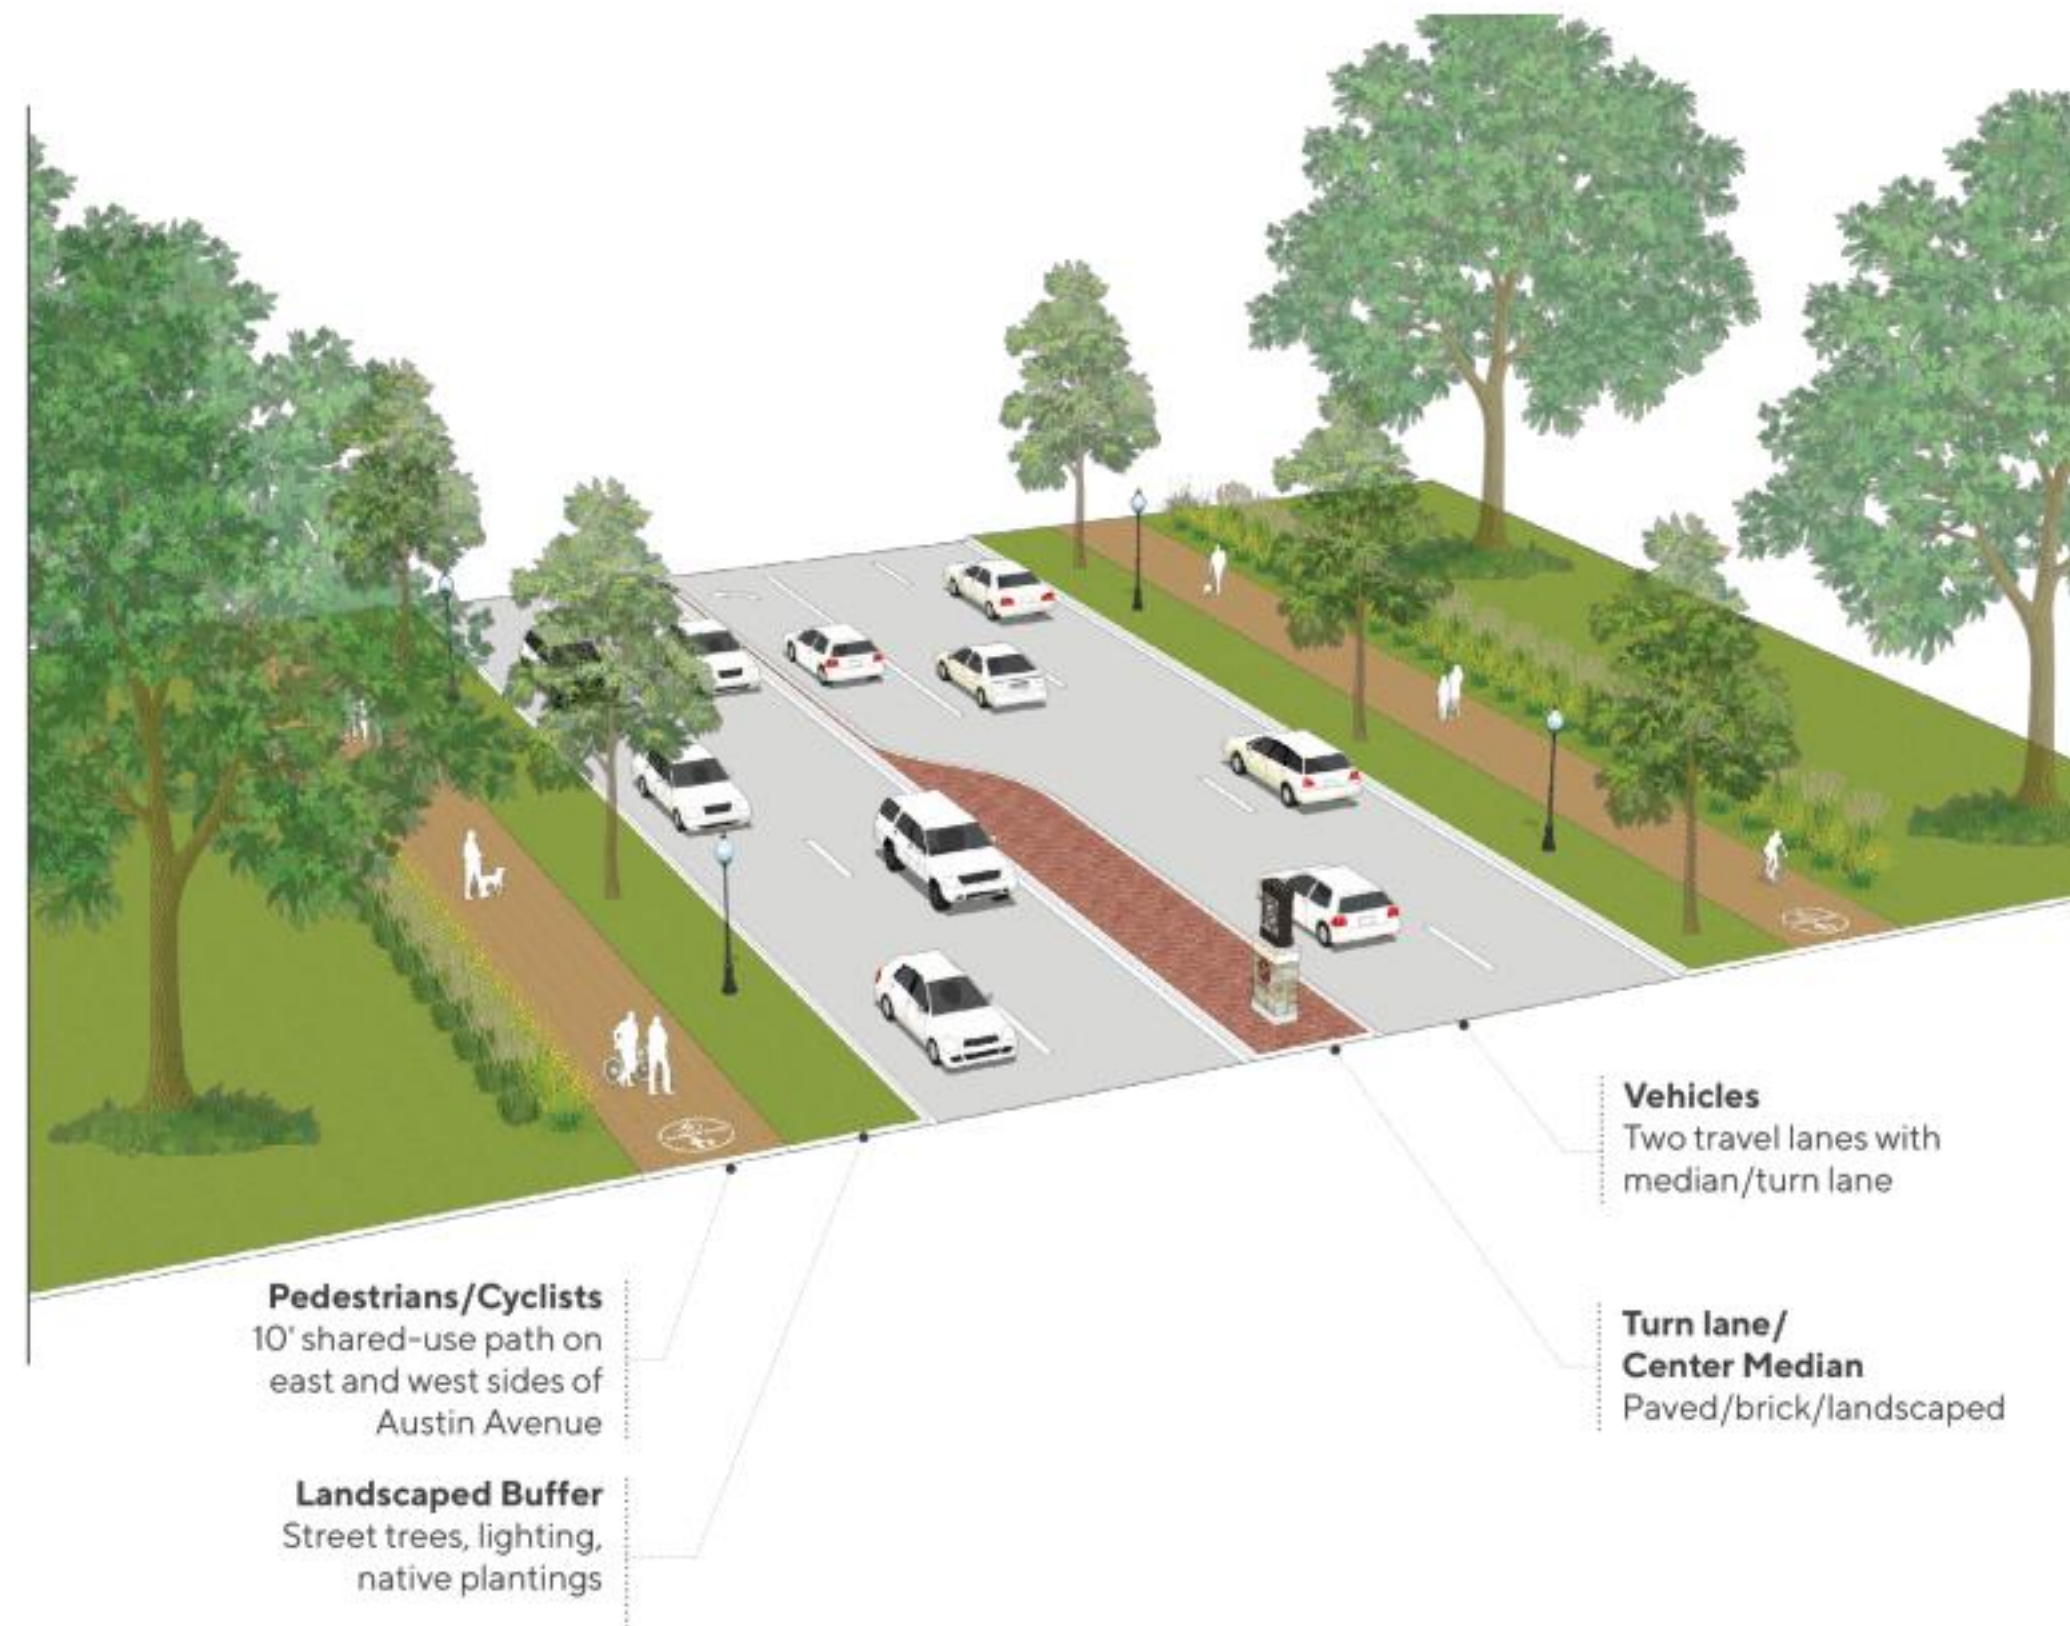 Vehicles
Two travel lanes with
median/turn lane
Pedestrians/Cyclists
10' shared-use path on
east and west sides of
Austin Avenue
Turn lane/
Center Median
Paved/brick/landscaped
Landscaped Buffer
Street trees, lighting,
native plantings